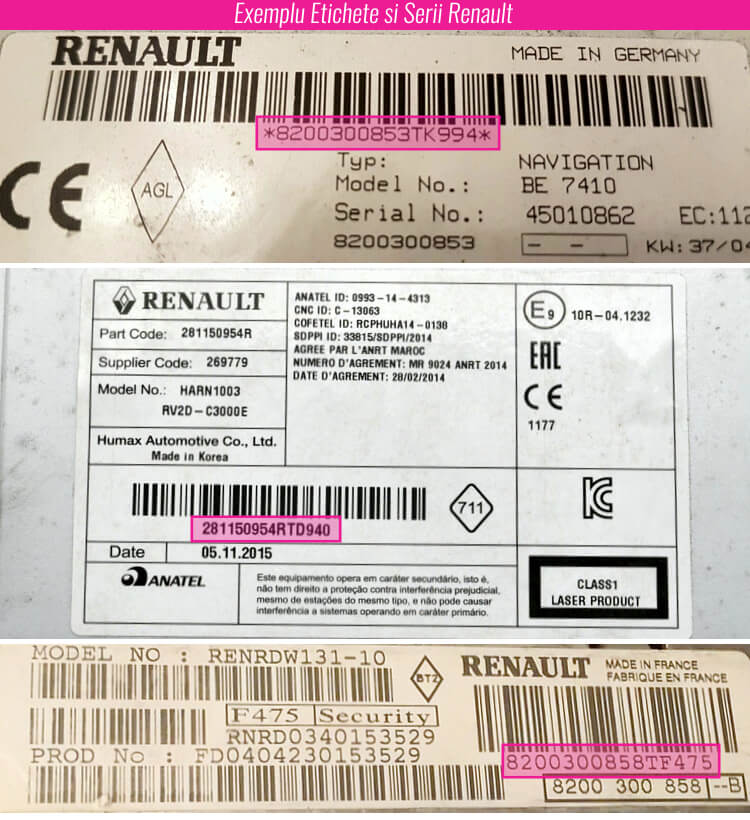 Exemplu Etichete si Serii Renault
RENAULT
MADE IN GERMANY
*8200300853TK994*
AGL
Typ: NAVIGATION
Model No.: BE 7410
Serial No.: 45010862 EC:112
8200300853 - - KW: 37/04
RENAULT
Part Code: 281150954R
Supplier Code: 269779
Model No.: HARN1003
RV2D-C3000E
Humax Automotive Co., Ltd.
Made in Korea
ANATEL ID: 0993-14-4313
CNC ID: C-13063
COFETEL ID: RCPHUHA14-0130
SDPPI ID: 33815/SDPPI/2014
AGREE PAR L'ANRT MAROC
NUMERO D'AGREMENT: MR 9024 ANRT 2014
DATE D'AGREMENT: 28/02/2014
E9 10R-04.1232
EAC
CE
1177
281150954RTD940
711
Date 05.11.2015
ANATEL
Este equipamento opera em caráter secundário, isto é,
não tem direito a proteção contra interferência prejudicial,
mesmo de estações do mesmo tipo, e não pode causar
interferência a sistemas operando em caráter primário.
CLASS1
LASER PRODUCT
MODEL NO : RENRDW131-10
BTZ
RENAULT
MADE IN FRANCE
FABRIQUE EN FRANCE
F475 Security
RNRD0340153529
PROD No : FD0404230153529
8200300858TF475
8200 300 858 --B